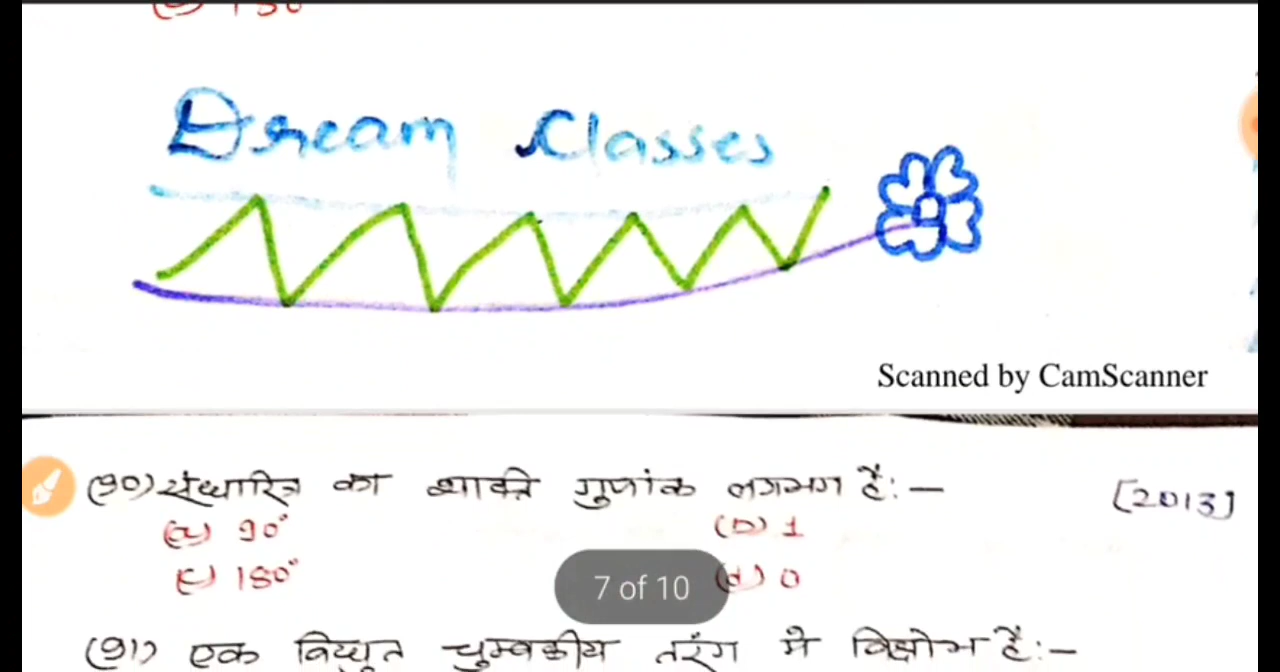 Dream Classes
Scanned by CamScanner
(90) संधारित्र का शक्ति गुणांक लगभग है:- [2013]
(a) 90° (b) 1
(c) 180° (d) 0
7 of 10
(91) एक विद्युत चुम्बकीय तरंग मे विक्षोभ है:-